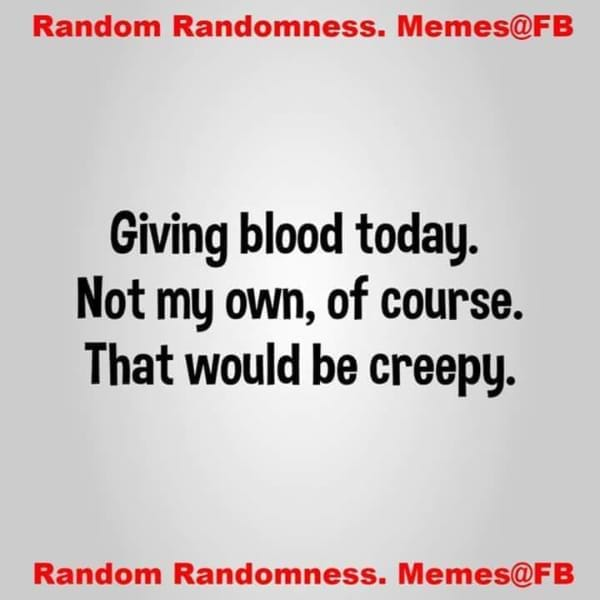 Random Randomness. Memes@FB
Giving blood today.
Not my own, of course.
That would be creepy.
Random Randomness. Memes@FB